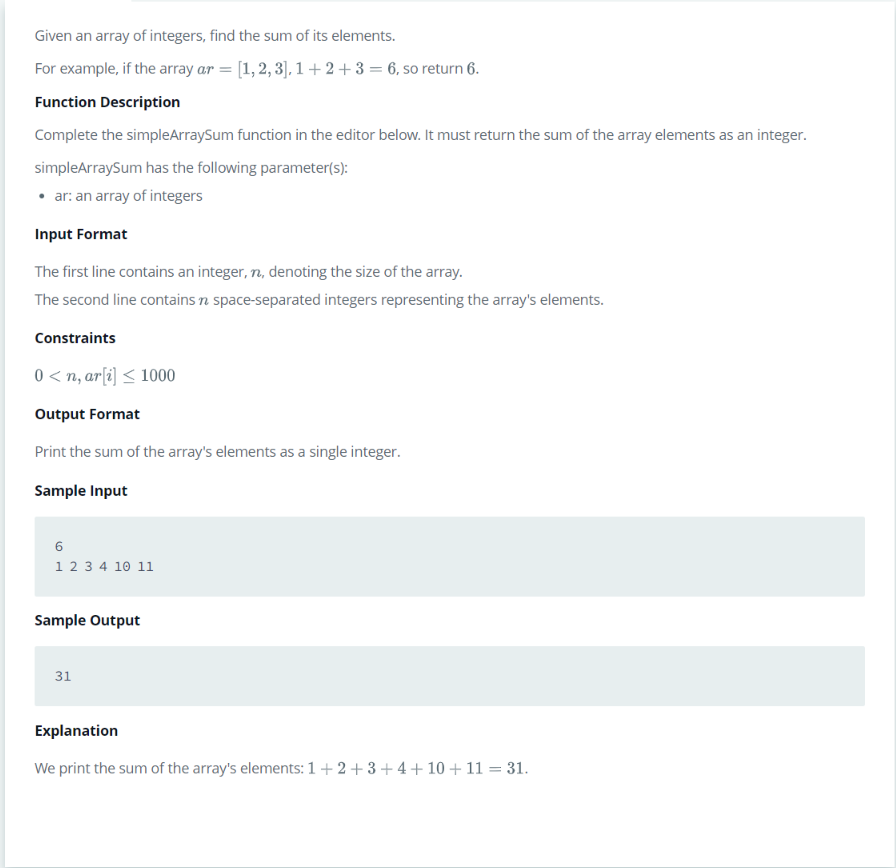 Given an array of integers, find the sum of its elements.
For example, if the array ar = [1, 2, 3], 1 + 2 + 3 = 6, so return 6.
Function Description
Complete the simpleArraySum function in the editor below. It must return the sum of the array elements as an integer.
simpleArraySum has the following parameter(s):
• ar: an array of integers
Input Format
The first line contains an integer, n, denoting the size of the array.
The second line contains n space-separated integers representing the array's elements.
Constraints
0 < n, ar[i] ≤ 1000
Output Format
Print the sum of the array's elements as a single integer.
Sample Input
6
1 2 3 4 10 11
Sample Output
31
Explanation
We print the sum of the array's elements: 1 + 2 + 3 + 4 + 10 + 11 = 31.